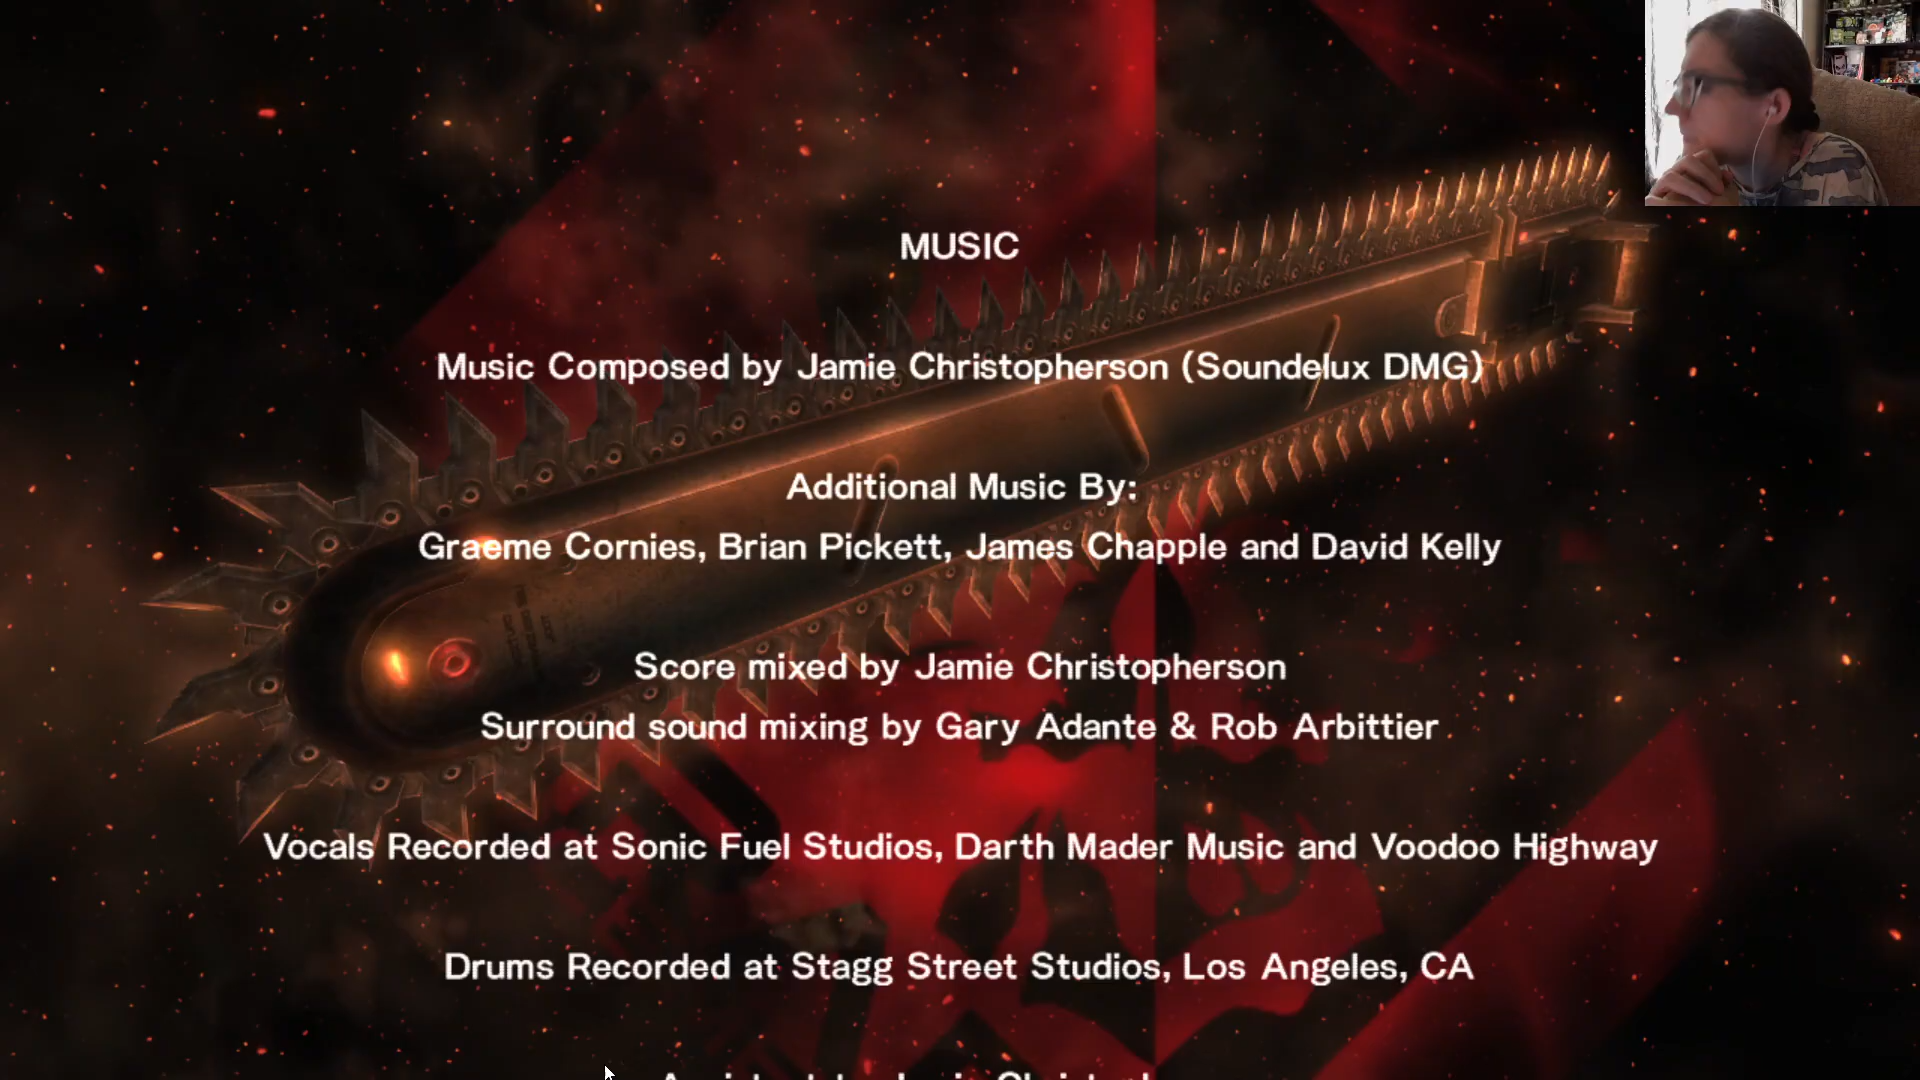 MUSIC
Music Composed by Jamie Christopherson (Soundelux DMG)
Additional Music By:
Graeme Cornies, Brian Pickett, James Chapple and David Kelly
Score mixed by Jamie Christopherson
Surround sound mixing by Gary Adante & Rob Arbittier
Vocals Recorded at Sonic Fuel Studios, Darth Mader Music and Voodoo Highway
Drums Recorded at Stagg Street Studios, Los Angeles, CA